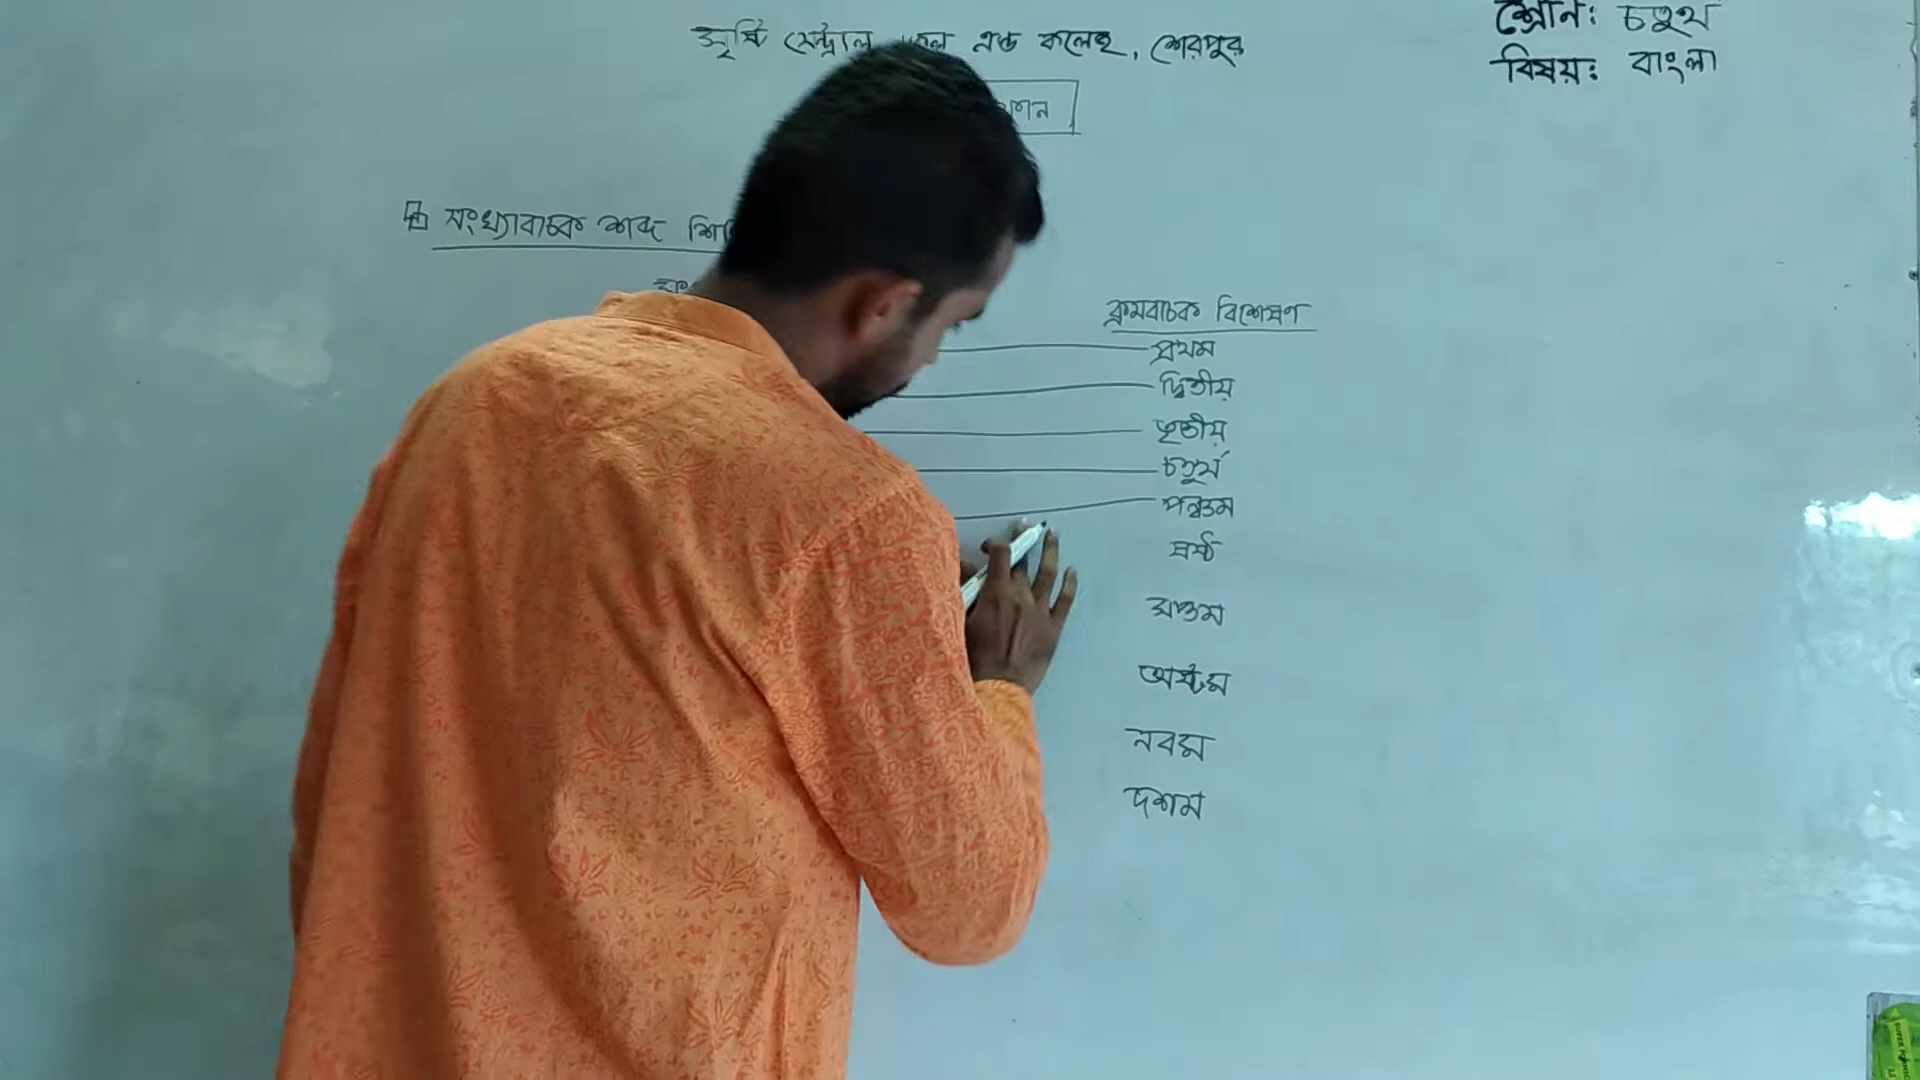 সৃষ্টি সেন্ট্রাল স্কুল এন্ড কলেজ, শেরপুর
শ্রেনি: চতুর্থ
বিষয়: বাংলা
সংখ্যাবাচক শব্দ
ক্রমবাচক বিশেষণ
প্রথম
দ্বিতীয়
তৃতীয়
চতুর্থ
পঞ্চম
ষষ্ঠ
সপ্তম
অষ্টম
নবম
দশম